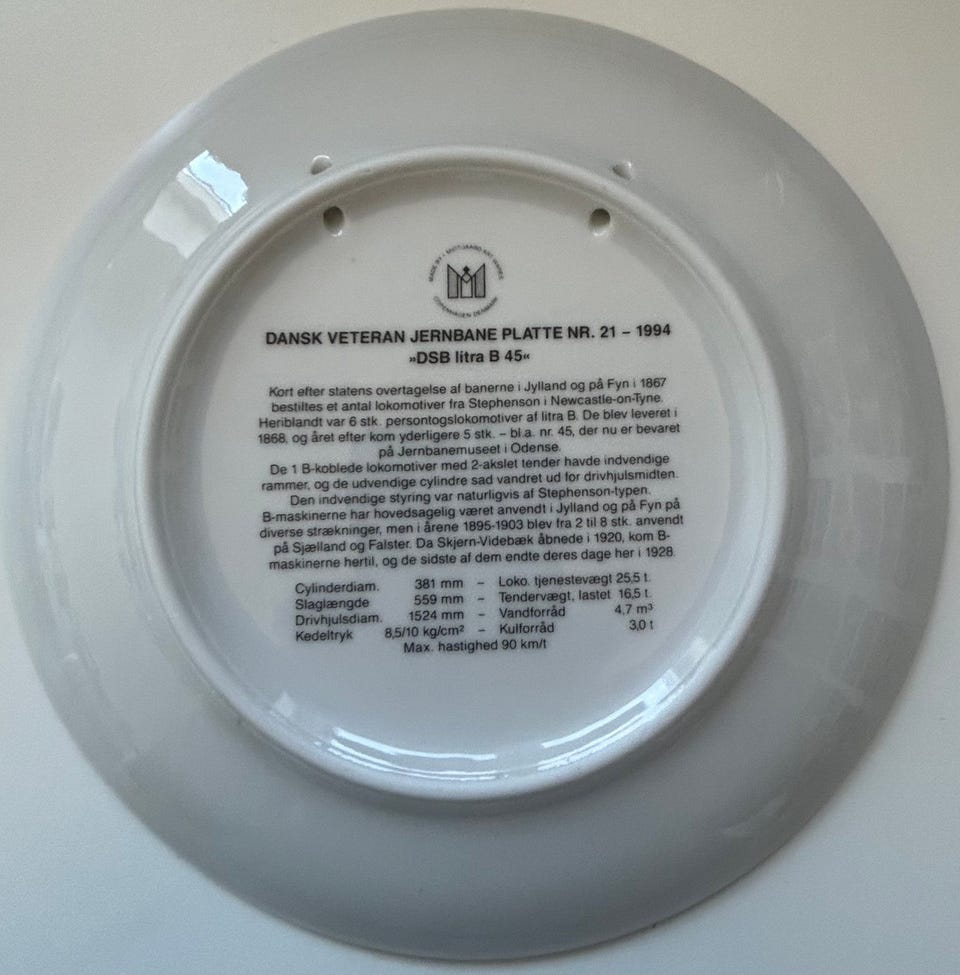 MADE BY • MIDTJAARD ART WARES
COPENHAGEN DENMARK
DANSK VETERAN JERNBANE PLATTE NR. 21 – 1994
»DSB litra B 45«
Kort efter statens overtagelse af banerne i Jylland og på Fyn i 1867
bestiltes et antal lokomotiver fra Stephenson i Newcastle-on-Tyne.
Heriblandt var 6 stk. persontogslokomotiver af litra B. De blev leveret i
1868, og året efter kom yderligere 5 stk. – bl.a. nr. 45, der nu er bevaret
på Jernbanemuseet i Odense.
De 1 B-koblede lokomotiver med 2-akslet tender havde indvendige
rammer, og de udvendige cylindre sad vandret ud for drivhjulsmidten.
Den indvendige styring var naturligvis af Stephenson-typen.
B-maskinerne har hovedsagelig været anvendt i Jylland og på Fyn på
diverse strækninger, men i årene 1895-1903 blev fra 2 til 8 stk. anvendt
på Sjælland og Falster. Da Skjern-Videbæk åbnede i 1920, kom B-
maskinerne hertil, og de sidste af dem endte deres dage her i 1928.
Cylinderdiam. 381 mm – Loko. tjenestevægt 25,5 t.
Slaglængde 559 mm – Tendervægt, lastet 16,5 t.
Drivhjulsdiam. 1524 mm – Vandforråd 4,7 m³
Kedeltryk 8,5/10 kg/cm² – Kulforråd 3,0 t
Max. hastighed 90 km/t